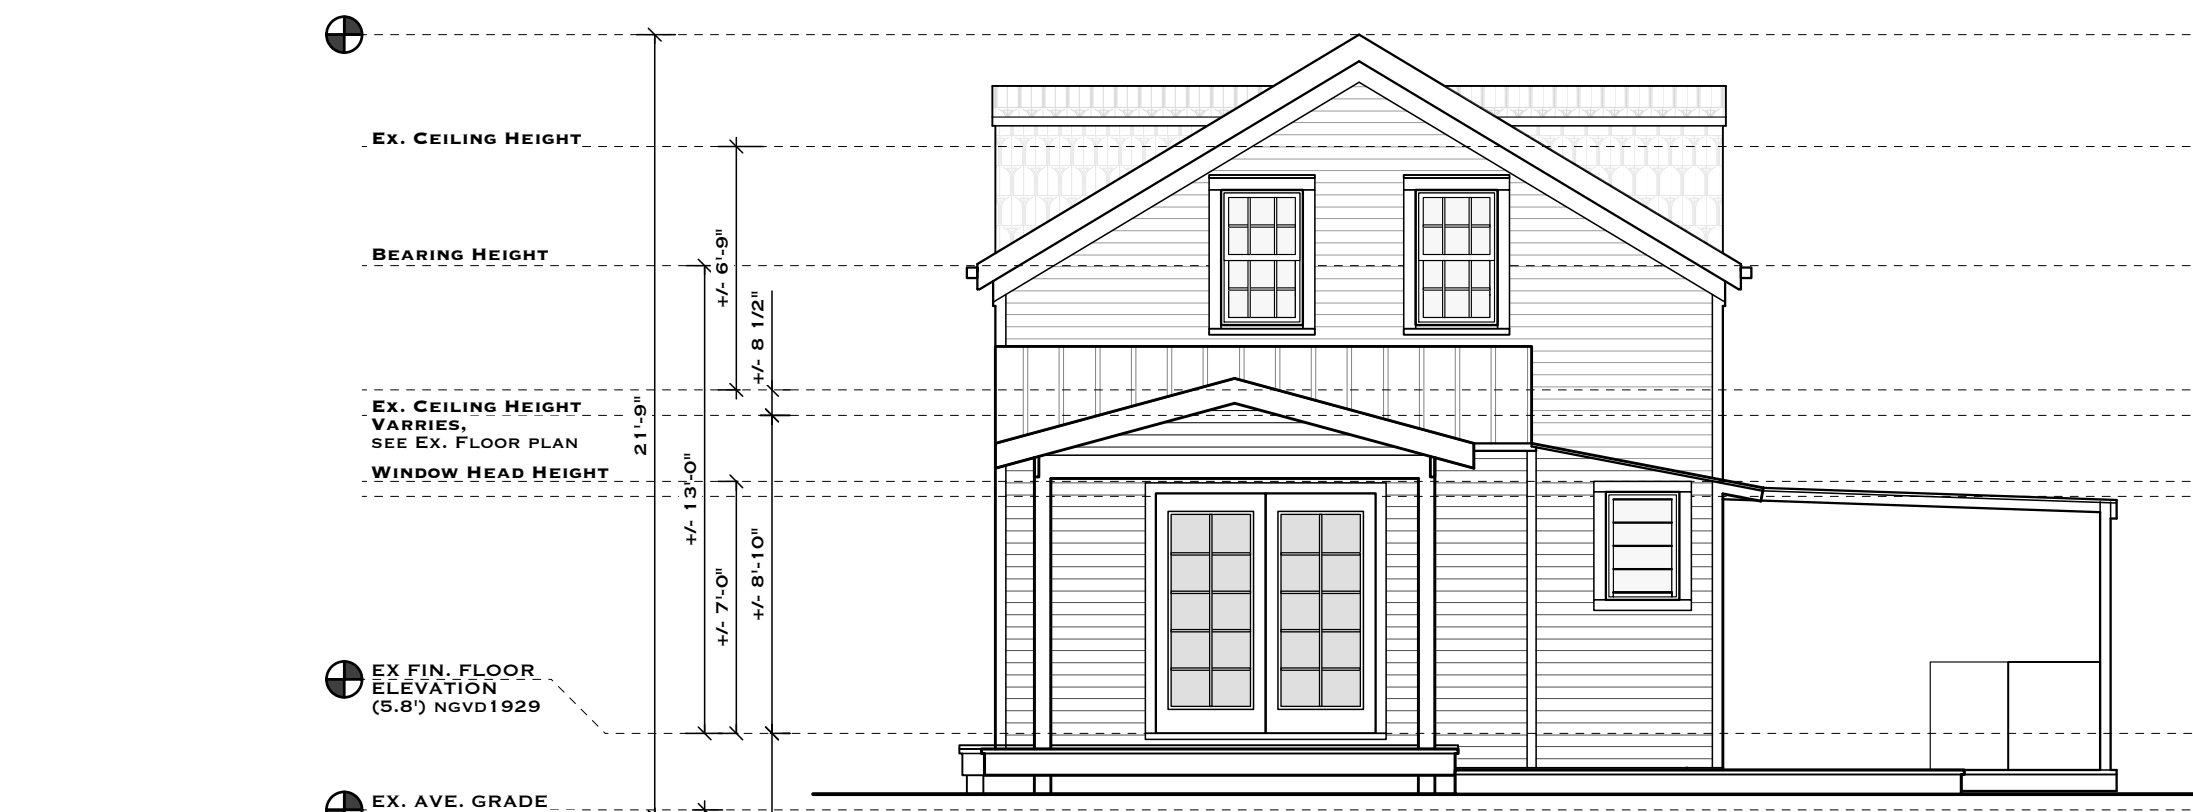 Ex. Ceiling Height
Bearing Height
+/- 6'-9"
+/- 8 1/2"
Ex. Ceiling Height
Varries,
see Ex. Floor plan
21'-9"
Window Head Height
+/- 13'-0"
+/- 7'-0"
+/- 8'-10"
EX FIN. FLOOR
ELEVATION
(5.8') NGVD1929
EX. AVE. GRADE